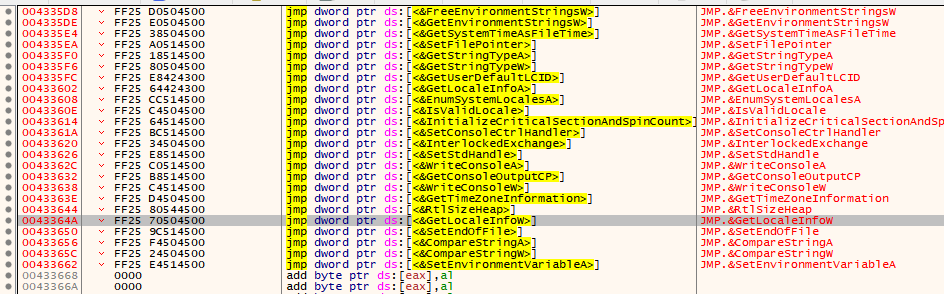 004335D8 FF25 D0504500 jmp dword ptr ds:[<&FreeEnvironmentStringsW>] JMP.&FreeEnvironmentStringsW
004335DE FF25 E0504500 jmp dword ptr ds:[<&GetEnvironmentStringsW>] JMP.&GetEnvironmentStringsW
004335E4 FF25 38504500 jmp dword ptr ds:[<&GetSystemTimeAsFileTime>] JMP.&GetSystemTimeAsFileTime
004335EA FF25 A0514500 jmp dword ptr ds:[<&SetFilePointer>] JMP.&SetFilePointer
004335F0 FF25 18514500 jmp dword ptr ds:[<&GetStringTypeA>] JMP.&GetStringTypeA
004335F6 FF25 80504500 jmp dword ptr ds:[<&GetStringTypeW>] JMP.&GetStringTypeW
004335FC FF25 E8424300 jmp dword ptr ds:[<&GetUserDefaultLCID>] JMP.&GetUserDefaultLCID
00433602 FF25 64424300 jmp dword ptr ds:[<&GetLocaleInfoA>] JMP.&GetLocaleInfoA
00433608 FF25 CC514500 jmp dword ptr ds:[<&EnumSystemLocalesA>] JMP.&EnumSystemLocalesA
0043360E FF25 C4504500 jmp dword ptr ds:[<&IsValidLocale>] JMP.&IsValidLocale
00433614 FF25 64514500 jmp dword ptr ds:[<&InitializeCriticalSectionAndSpinCount>] JMP.&InitializeCriticalSectionAndSp
0043361A FF25 BC514500 jmp dword ptr ds:[<&SetConsoleCtrlHandler>] JMP.&SetConsoleCtrlHandler
00433620 FF25 34504500 jmp dword ptr ds:[<&InterlockedExchange>] JMP.&InterlockedExchange
00433626 FF25 E8514500 jmp dword ptr ds:[<&SetStdHandle>] JMP.&SetStdHandle
0043362C FF25 C0514500 jmp dword ptr ds:[<&WriteConsoleA>] JMP.&WriteConsoleA
00433632 FF25 B8514500 jmp dword ptr ds:[<&GetConsoleOutputCP>] JMP.&GetConsoleOutputCP
00433638 FF25 C4514500 jmp dword ptr ds:[<&WriteConsoleW>] JMP.&WriteConsoleW
0043363E FF25 D4504500 jmp dword ptr ds:[<&GetTimeZoneInformation>] JMP.&GetTimeZoneInformation
00433644 FF25 80544500 jmp dword ptr ds:[<&RtlSizeHeap>] JMP.&RtlSizeHeap
0043364A FF25 70504500 jmp dword ptr ds:[<&GetLocaleInfoW>] JMP.&GetLocaleInfoW
00433650 FF25 9C514500 jmp dword ptr ds:[<&SetEndOfFile>] JMP.&SetEndOfFile
00433656 FF25 F4504500 jmp dword ptr ds:[<&CompareStringA>] JMP.&CompareStringA
0043365C FF25 24504500 jmp dword ptr ds:[<&CompareStringW>] JMP.&CompareStringW
00433662 FF25 E4514500 jmp dword ptr ds:[<&SetEnvironmentVariableA>] JMP.&SetEnvironmentVariableA
00433668 0000 add byte ptr ds:[eax],al
0043366A 0000 add byte ptr ds:[eax],al